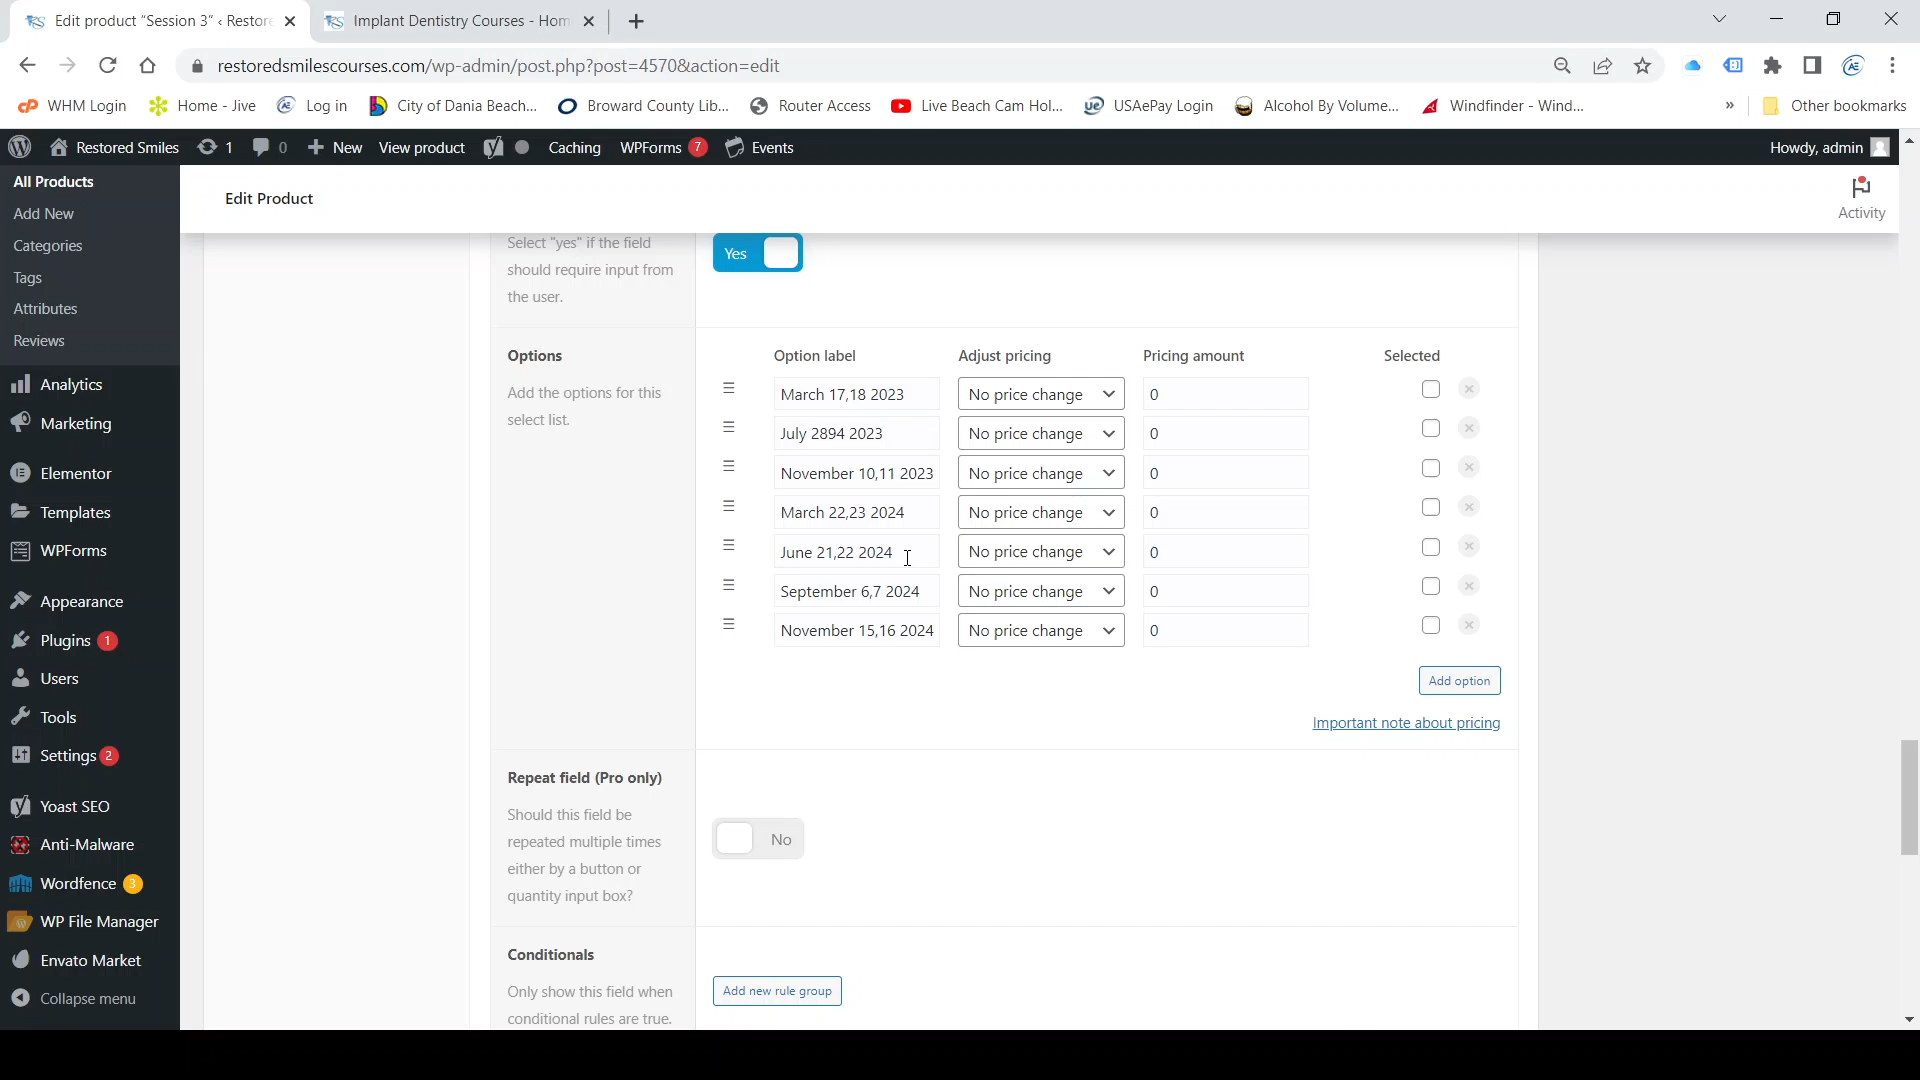 Edit product "Session 3" ‹ Restore
Implant Dentistry Courses - Hom
restoredsmilescourses.com/wp-admin/post.php?post=4570&action=edit
WHM Login
Home - Jive
Log in
City of Dania Beach...
Broward County Lib...
Router Access
Live Beach Cam Hol...
USAePay Login
Alcohol By Volume...
Windfinder - Wind...
»
Other bookmarks
Restored Smiles
1
0
New
View product
Caching
WPForms 7
Events
Howdy, admin
All Products
Add New
Categories
Tags
Attributes
Reviews
Analytics
Marketing
Elementor
Templates
WPForms
Appearance
Plugins 1
Users
Tools
Settings 2
Yoast SEO
Anti-Malware
Wordfence 3
WP File Manager
Envato Market
Collapse menu
Edit Product
Activity
Select "yes" if the field
should require input from
the user.
Yes
Options
Add the options for this
select list.
Option label Adjust pricing Pricing amount Selected
March 17,18 2023 No price change 0
July 2894 2023 No price change 0
November 10,11 2023 No price change 0
March 22,23 2024 No price change 0
June 21,22 2024 No price change 0
September 6,7 2024 No price change 0
November 15,16 2024 No price change 0
Add option
Important note about pricing
Repeat field (Pro only)
Should this field be
repeated multiple times
either by a button or
quantity input box?
No
Conditionals
Only show this field when
conditional rules are true.
Add new rule group